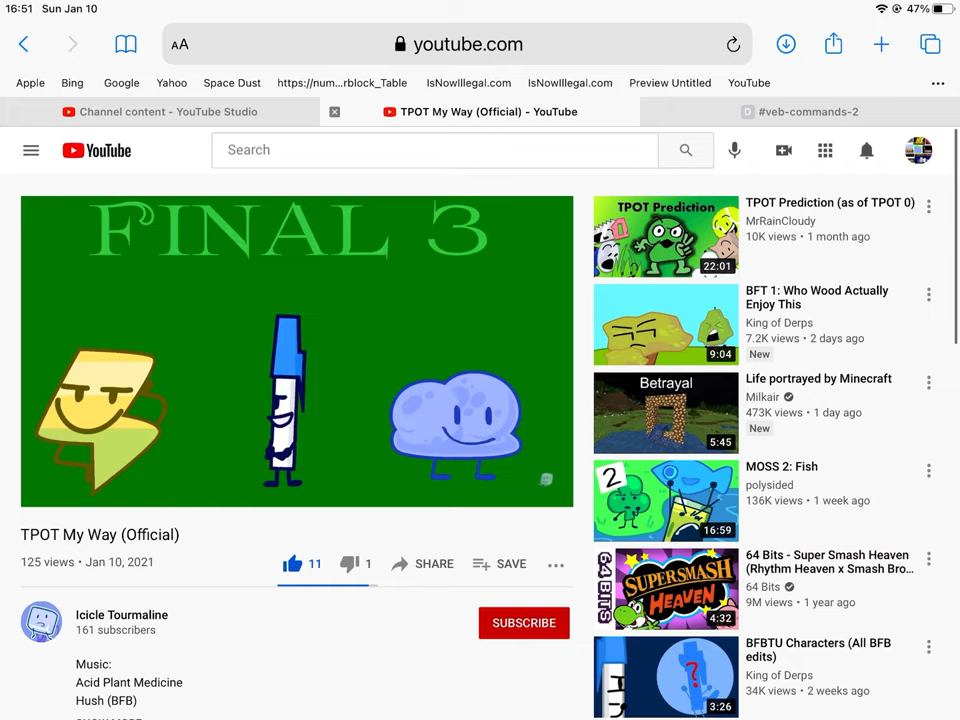 16:51 Sun Jan 10
47%
AA
youtube.com
Apple
Bing
Google
Yahoo
Space Dust
https://num...rblock_Table
IsNowIllegal.com
IsNowIllegal.com
Preview Untitled
YouTube
Channel content - YouTube Studio
TPOT My Way (Official) - YouTube
D
#veb-commands-2
YouTube
Search
FINAL 3
TPOT My Way (Official)
125 views • Jan 10, 2021
11
1
SHARE
SAVE
Icicle Tourmaline
161 subscribers
SUBSCRIBE
Music:
Acid Plant Medicine
Hush (BFB)
TPOT Prediction
22:01
TPOT Prediction (as of TPOT 0)
MrRainCloudy
10K views • 1 month ago
9:04
BFT 1: Who Wood Actually
Enjoy This
King of Derps
7.2K views • 2 days ago
New
Betrayal
5:45
Life portrayed by Minecraft
Milkair
473K views • 1 day ago
New
2
16:59
MOSS 2: Fish
polysided
136K views • 1 week ago
64 BITS
SUPER SMASH
HEAVEN
4:32
64 Bits - Super Smash Heaven
(Rhythm Heaven x Smash Bro...
64 Bits
9M views • 1 year ago
?
3:26
BFBTU Characters (All BFB
edits)
King of Derps
34K views • 2 weeks ago